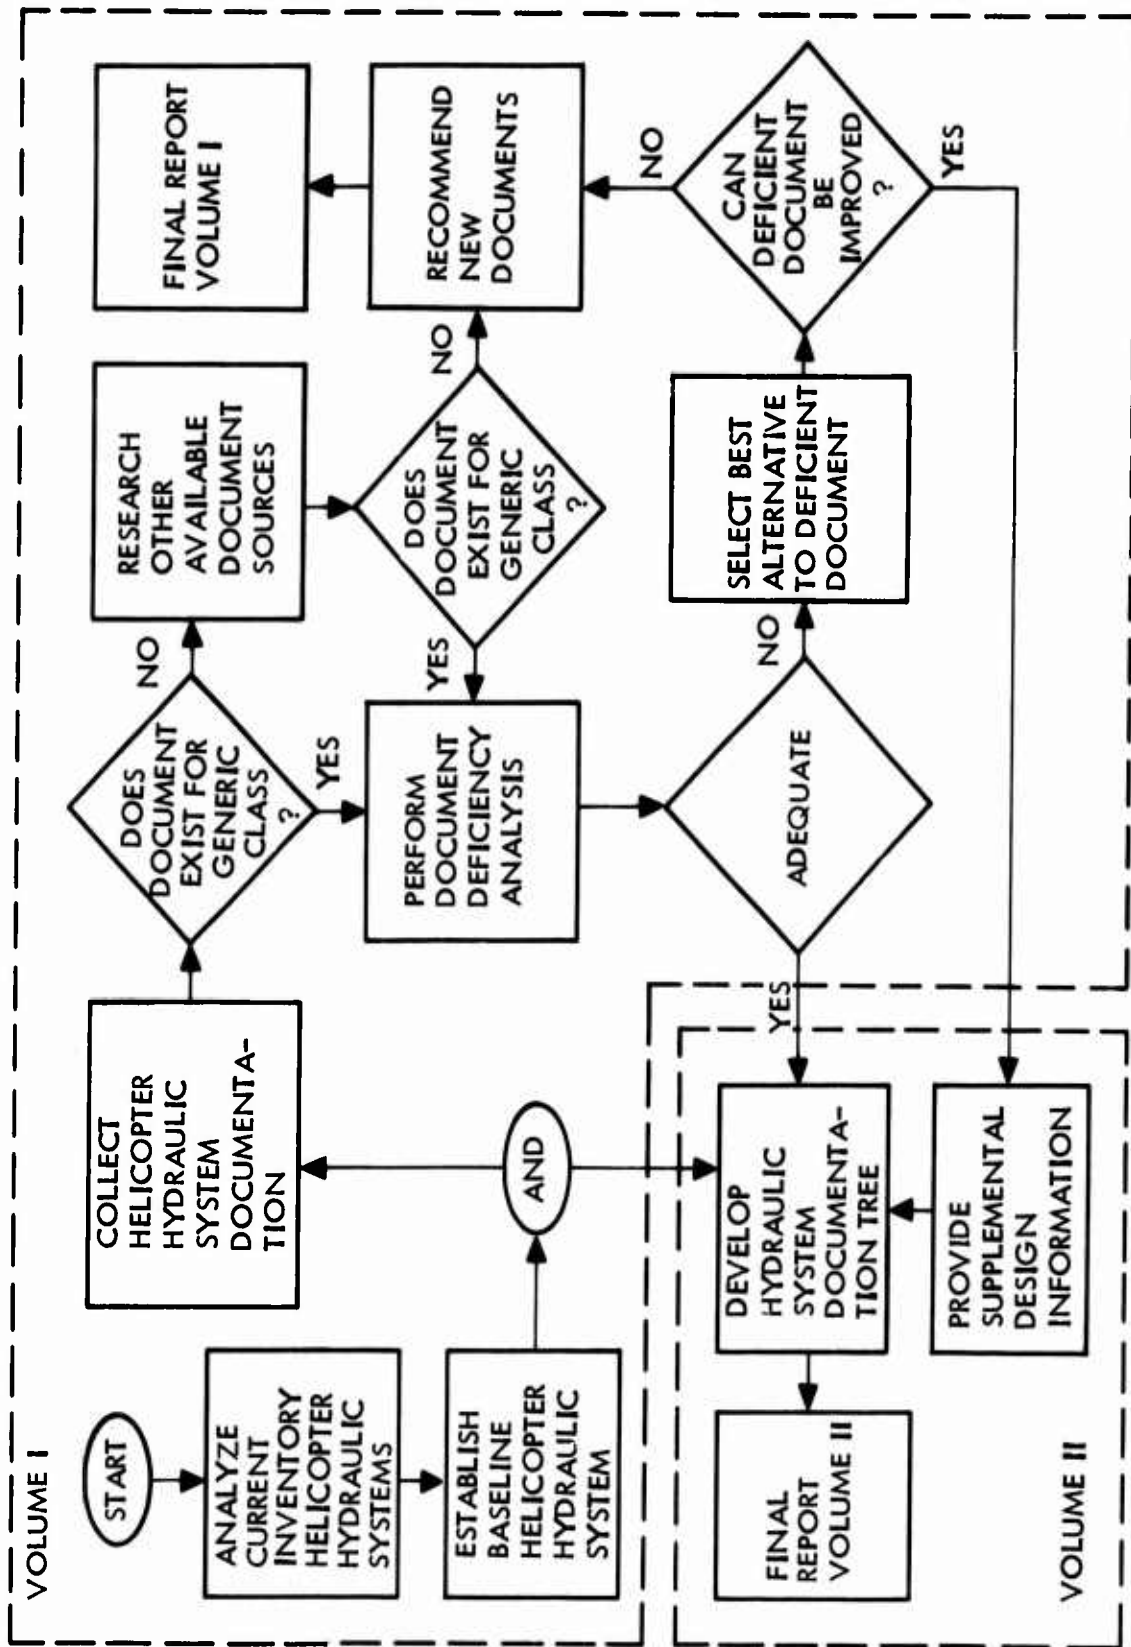 VOLUME I
START
ANALYZE
CURRENT
INVENTORY
HELICOPTER
HYDRAULIC
SYSTEMS
ESTABLISH
BASELINE
HELICOPTER
HYDRAULIC
SYSTEM
AND
COLLECT
HELICOPTER
HYDRAULIC
SYSTEM
DOCUMENTA-
TION
DOES
DOCUMENT
EXIST FOR
GENERIC
CLASS
?
NO
YES
RESEARCH
OTHER
AVAILABLE
DOCUMENT
SOURCES
DOES
DOCUMENT
EXIST FOR
GENERIC
CLASS
?
NO
YES
FINAL REPORT
VOLUME I
RECOMMEND
NEW
DOCUMENTS
PERFORM
DOCUMENT
DEFICIENCY
ANALYSIS
ADEQUATE
NO
YES
SELECT BEST
ALTERNATIVE
TO DEFICIENT
DOCUMENT
CAN
DEFICIENT
DOCUMENT
BE
IMPROVED
?
NO
YES
DEVELOP
HYDRAULIC
SYSTEM
DOCUMENTA-
TION TREE
PROVIDE
SUPPLEMENTAL
DESIGN
INFORMATION
FINAL
REPORT
VOLUME II
VOLUME II